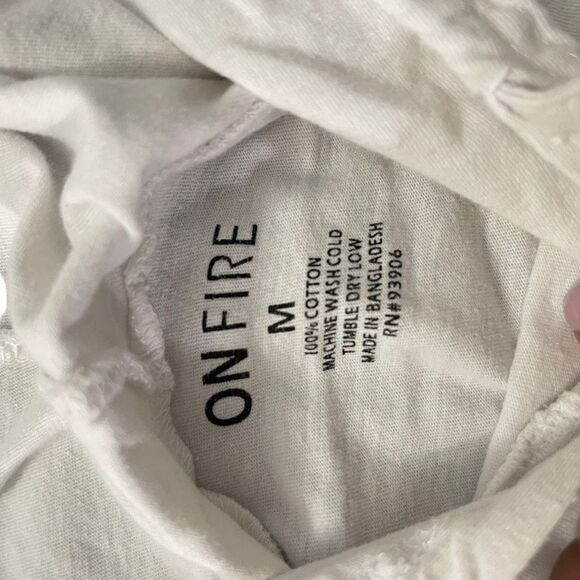 ON FIRE
M
100% COTTON
MACHINE WASH COLD
TUMBLE DRY LOW
MADE IN BANGLADESH
RN#93906